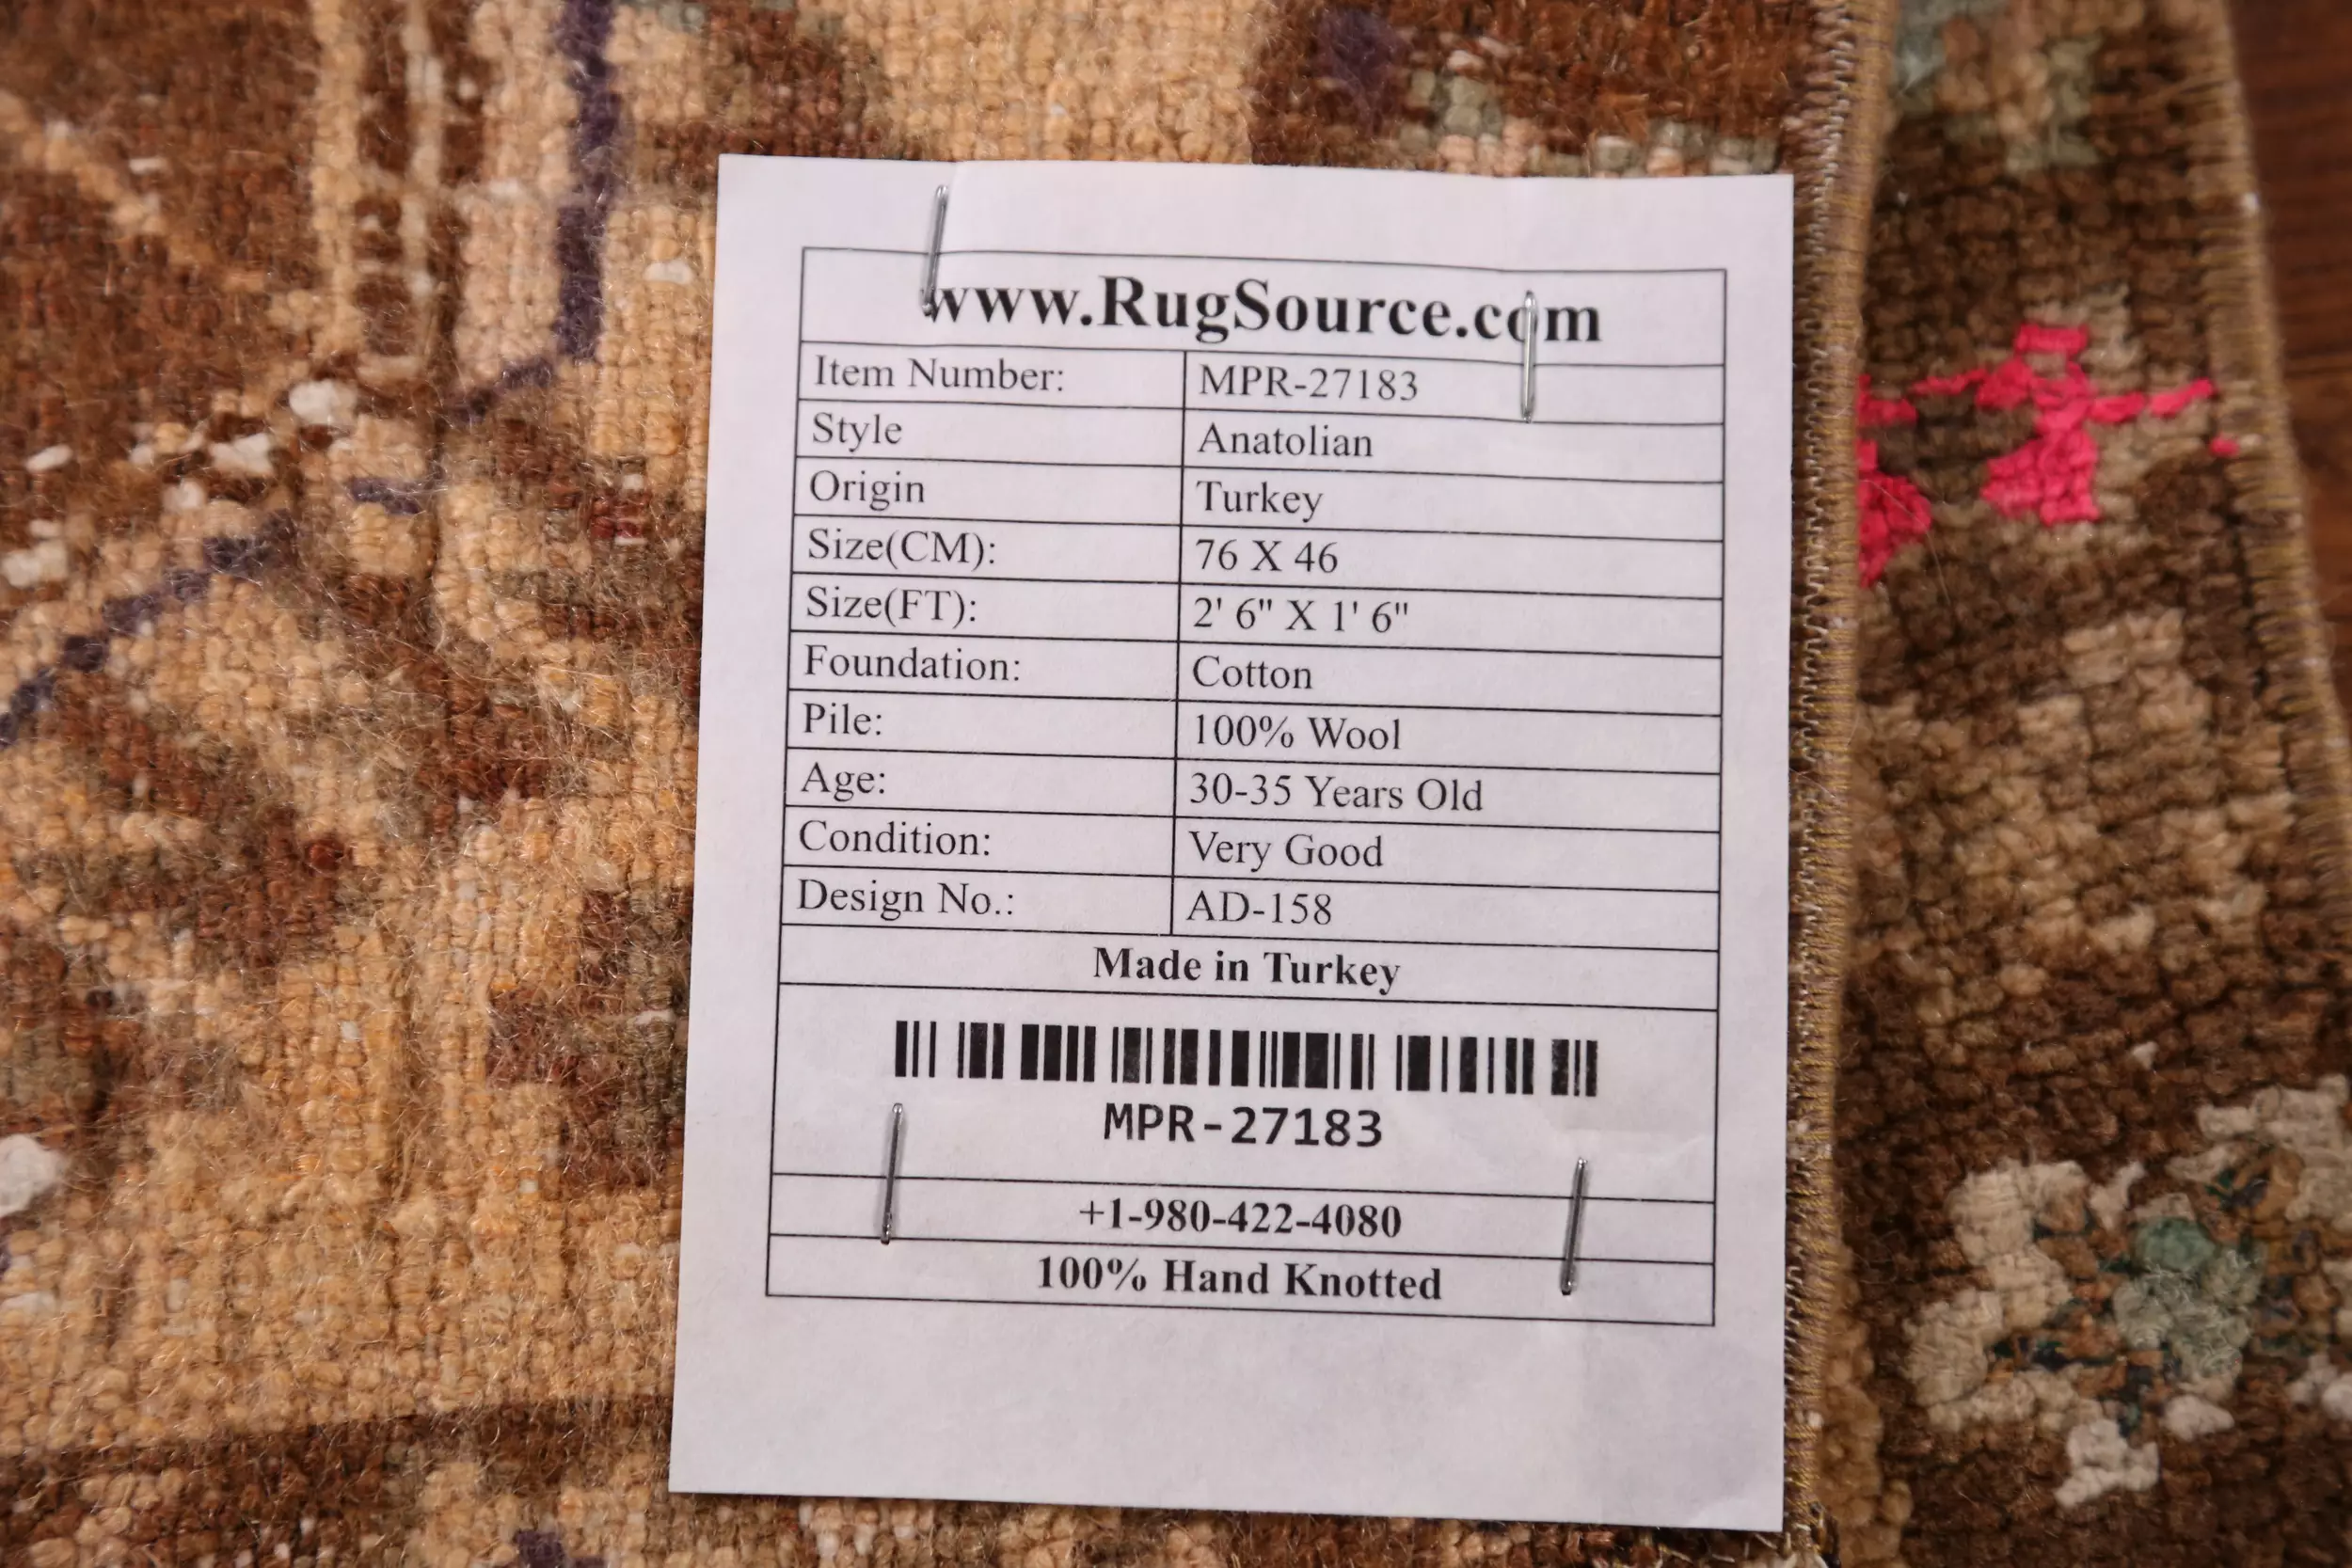 www.RugSource.com
Item Number: MPR-27183
Style Anatolian
Origin Turkey
Size(CM): 76 X 46
Size(FT): 2' 6" X 1' 6"
Foundation: Cotton
Pile: 100% Wool
Age: 30-35 Years Old
Condition: Very Good
Design No.: AD-158
Made in Turkey
MPR-27183
+1-980-422-4080
100% Hand Knotted